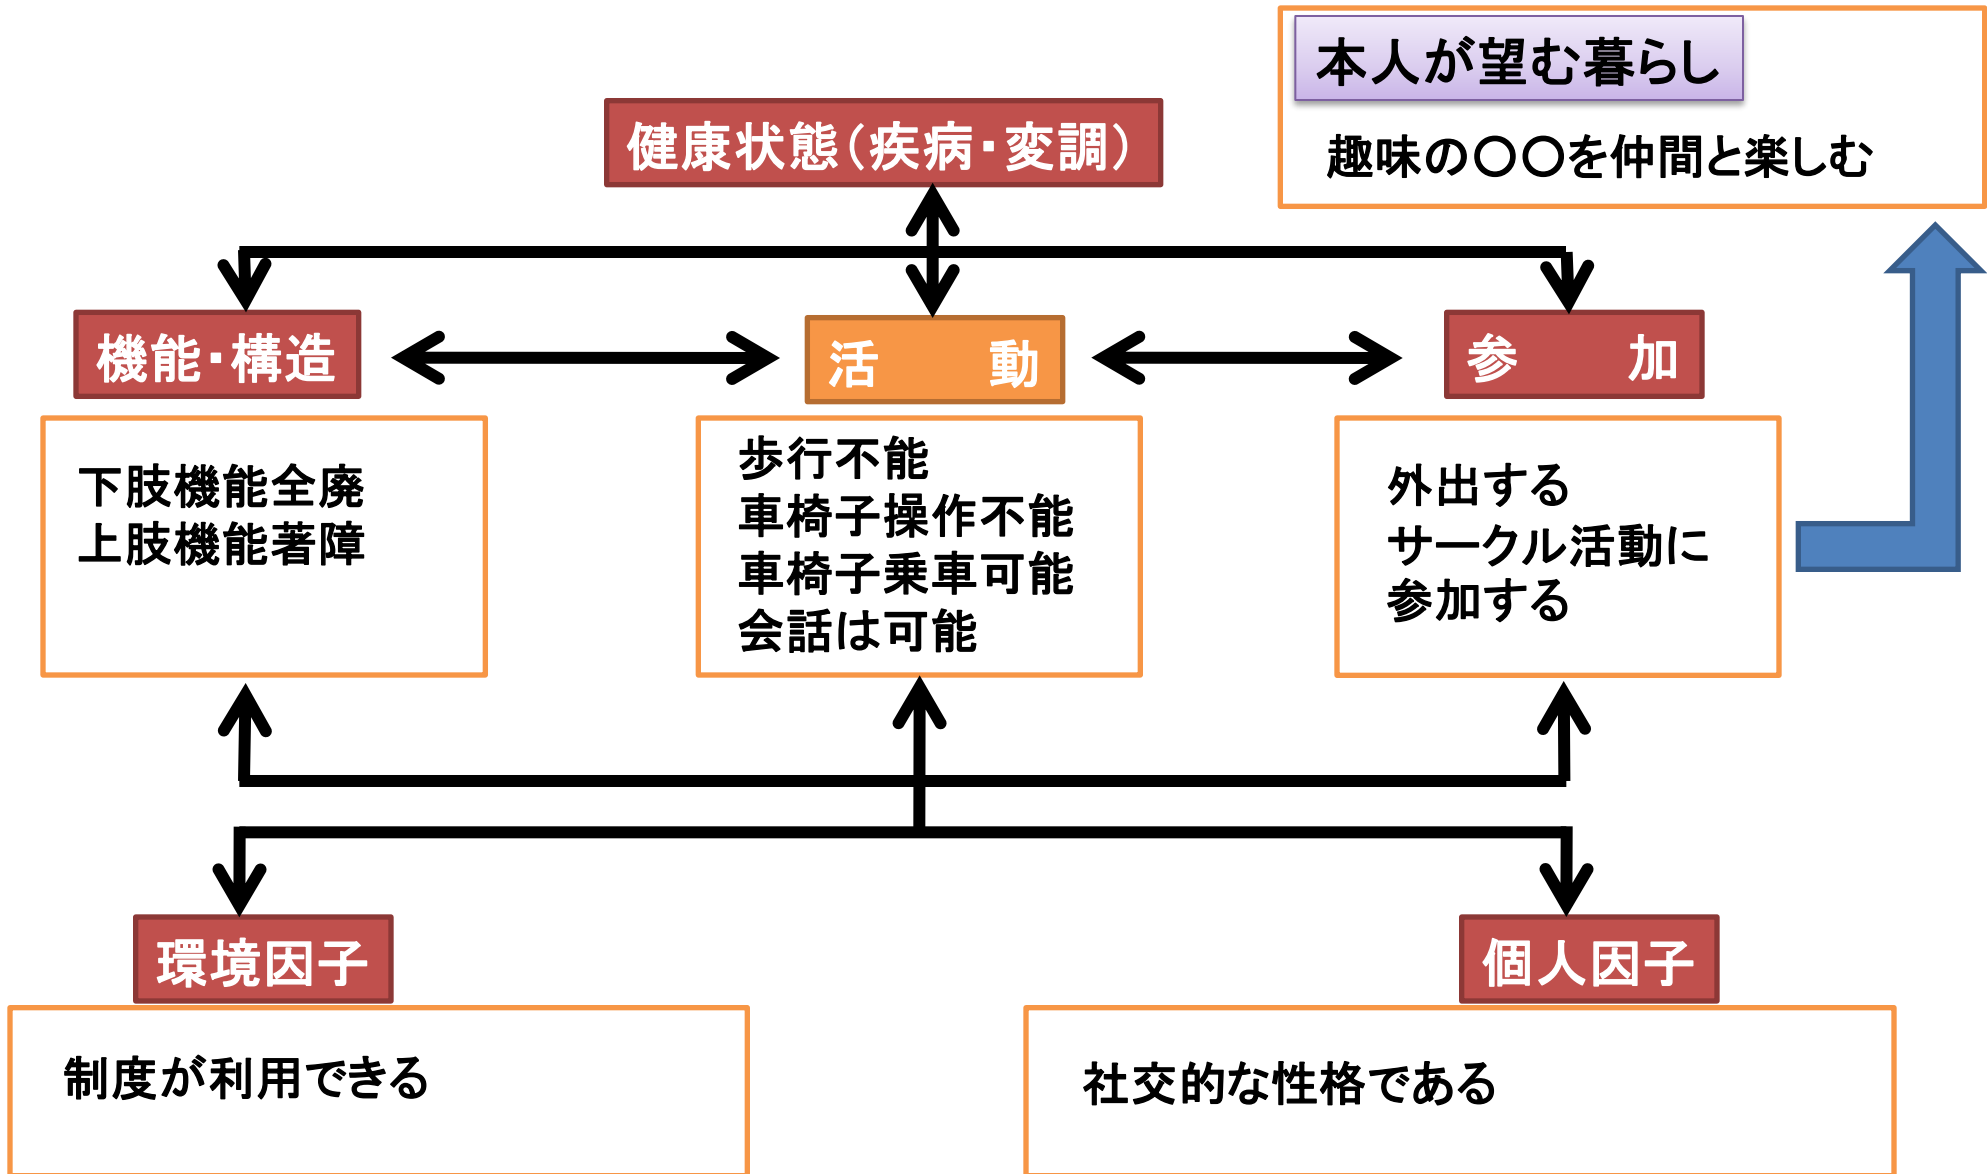 本人が望む暮らし
趣味の〇〇を仲間と楽しむ
健康状態(疾病・変調)
機能・構造
活　　動
参　　加
下肢機能全廃
上肢機能著障
歩行不能
車椅子操作不能
車椅子乗車可能
会話は可能
外出する
サークル活動に
参加する
環境因子
個人因子
制度が利用できる
社交的な性格である